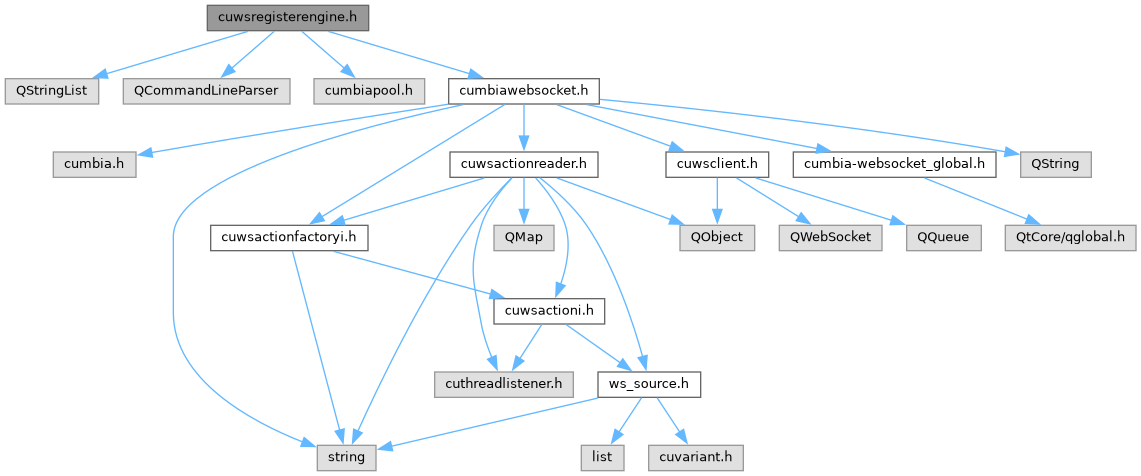 cuwsregisterengine.h
QStringList
QCommandLineParser
cumbiapool.h
cumbiawebsocket.h
cumbia.h
cuwsactionreader.h
cuwsclient.h
cumbia-websocket_global.h
QString
cuwsactionfactoryi.h
QMap
QObject
QWebSocket
QQueue
QtCore/qglobal.h
cuwsactioni.h
cuthreadlistener.h
ws_source.h
string
list
cuvariant.h